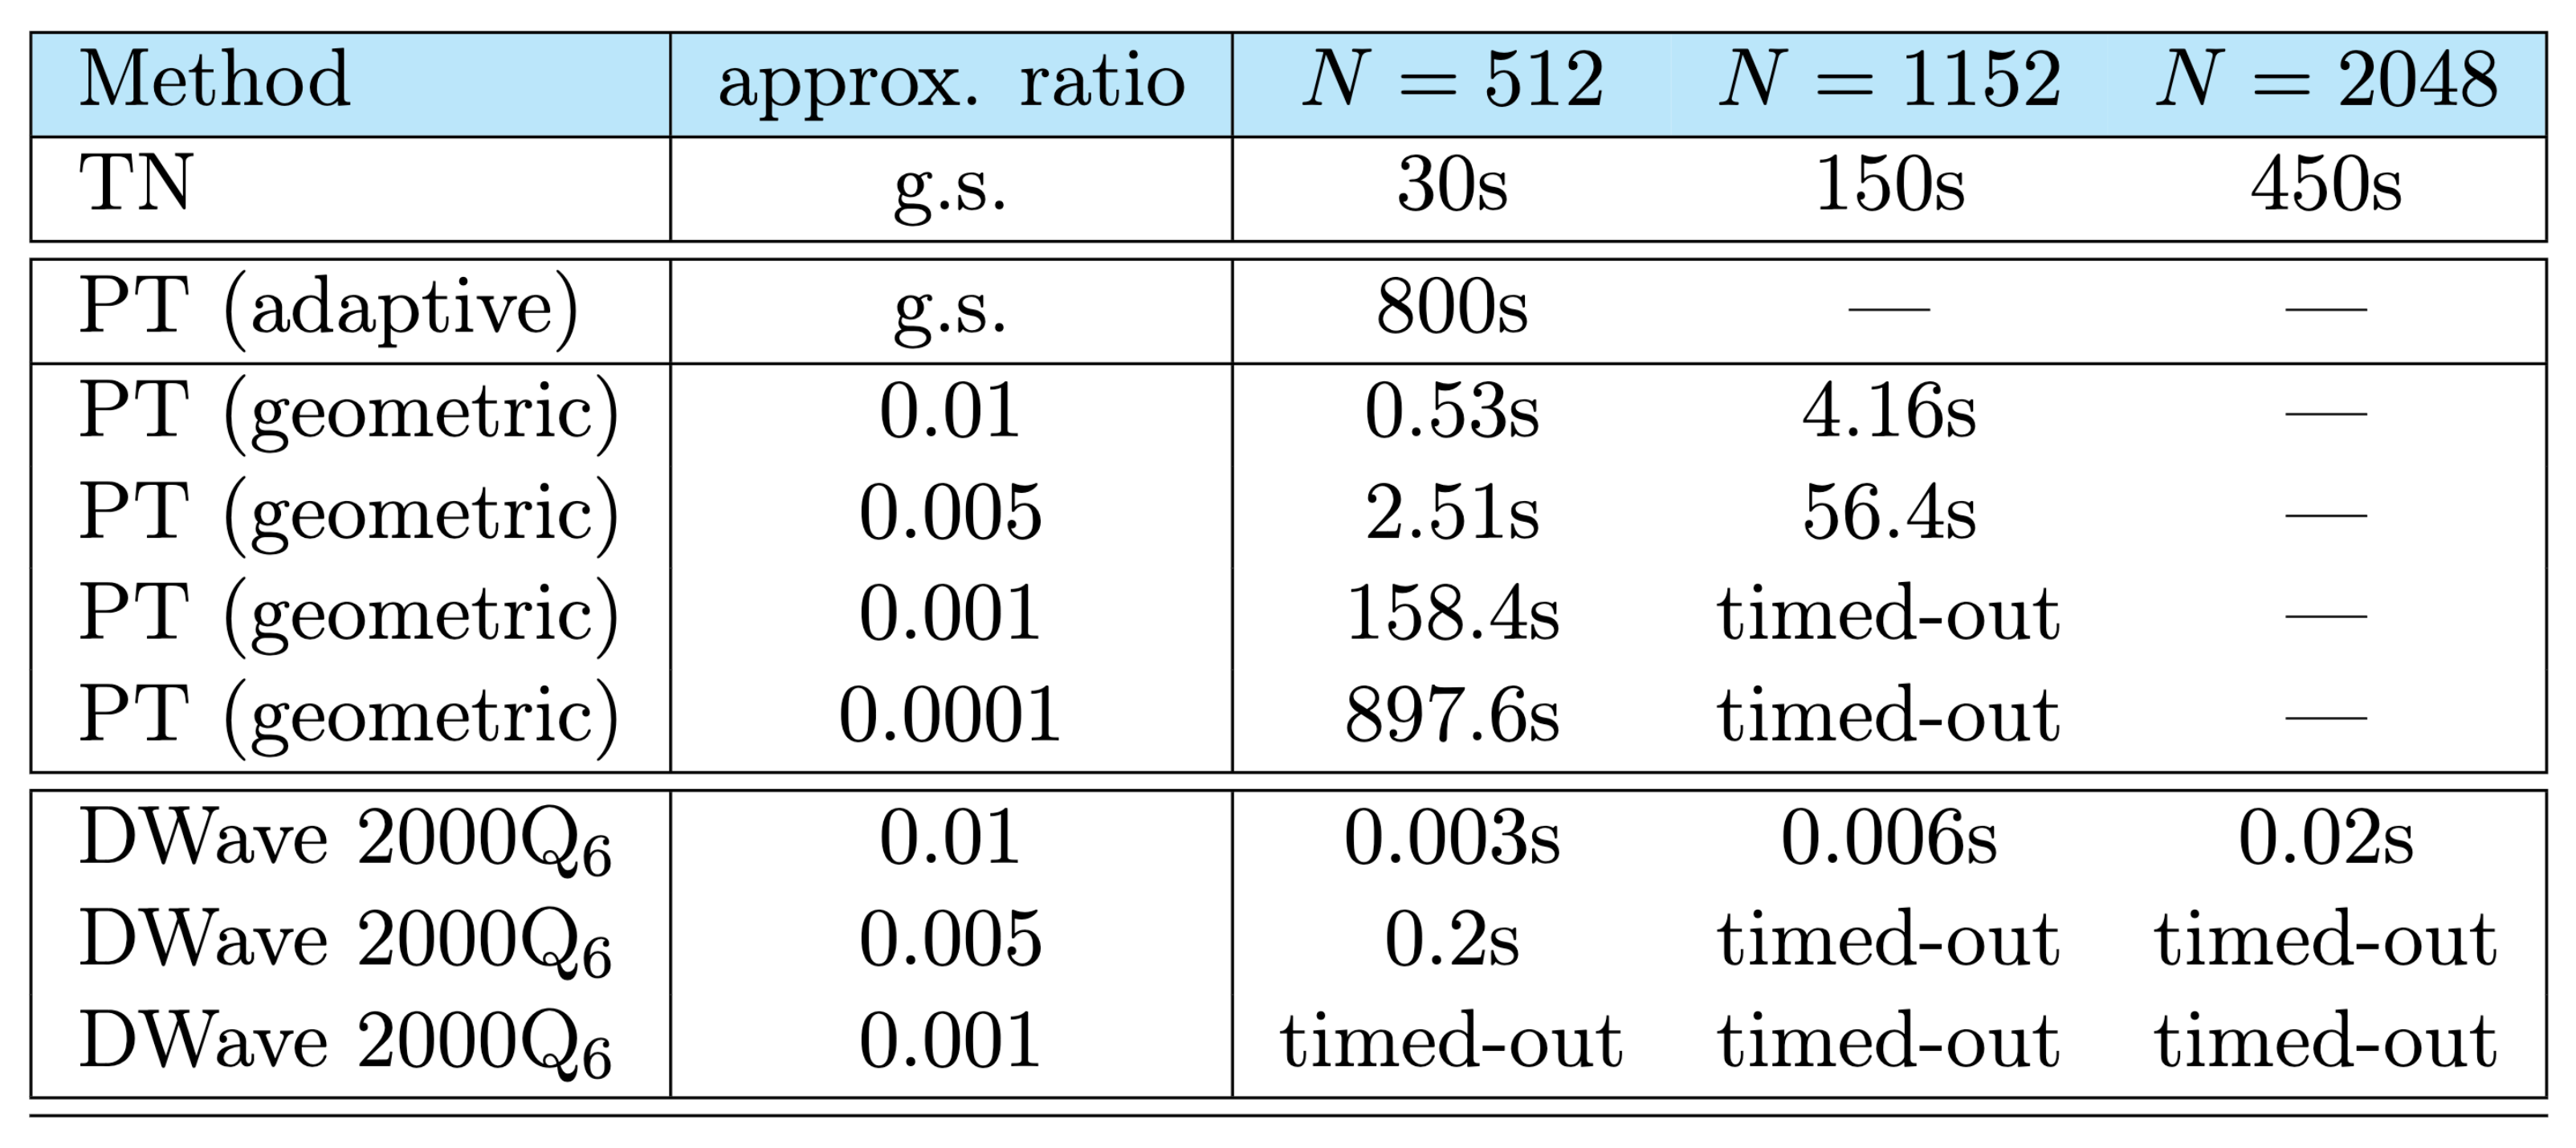 Method approx. ratio N = 512 N = 1152 N = 2048
TN g.s. 30s 150s 450s
PT (adaptive) g.s. 800s — —
PT (geometric) 0.01 0.53s 4.16s —
PT (geometric) 0.005 2.51s 56.4s —
PT (geometric) 0.001 158.4s timed-out —
PT (geometric) 0.0001 897.6s timed-out —
DWave 2000Q₆ 0.01 0.003s 0.006s 0.02s
DWave 2000Q₆ 0.005 0.2s timed-out timed-out
DWave 2000Q₆ 0.001 timed-out timed-out timed-out